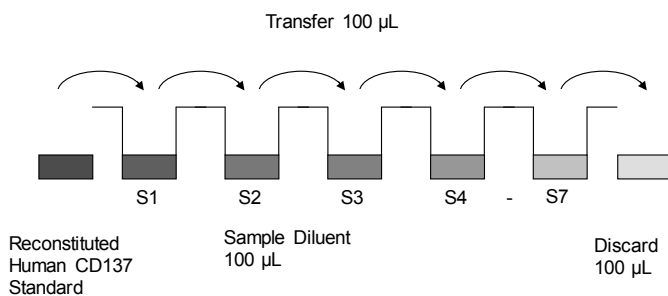 Transfer 100 µL
S1 S2 S3 S4 - S7
Reconstituted
Human CD137
Standard
Sample Diluent
100 µL
Discard
100 µL